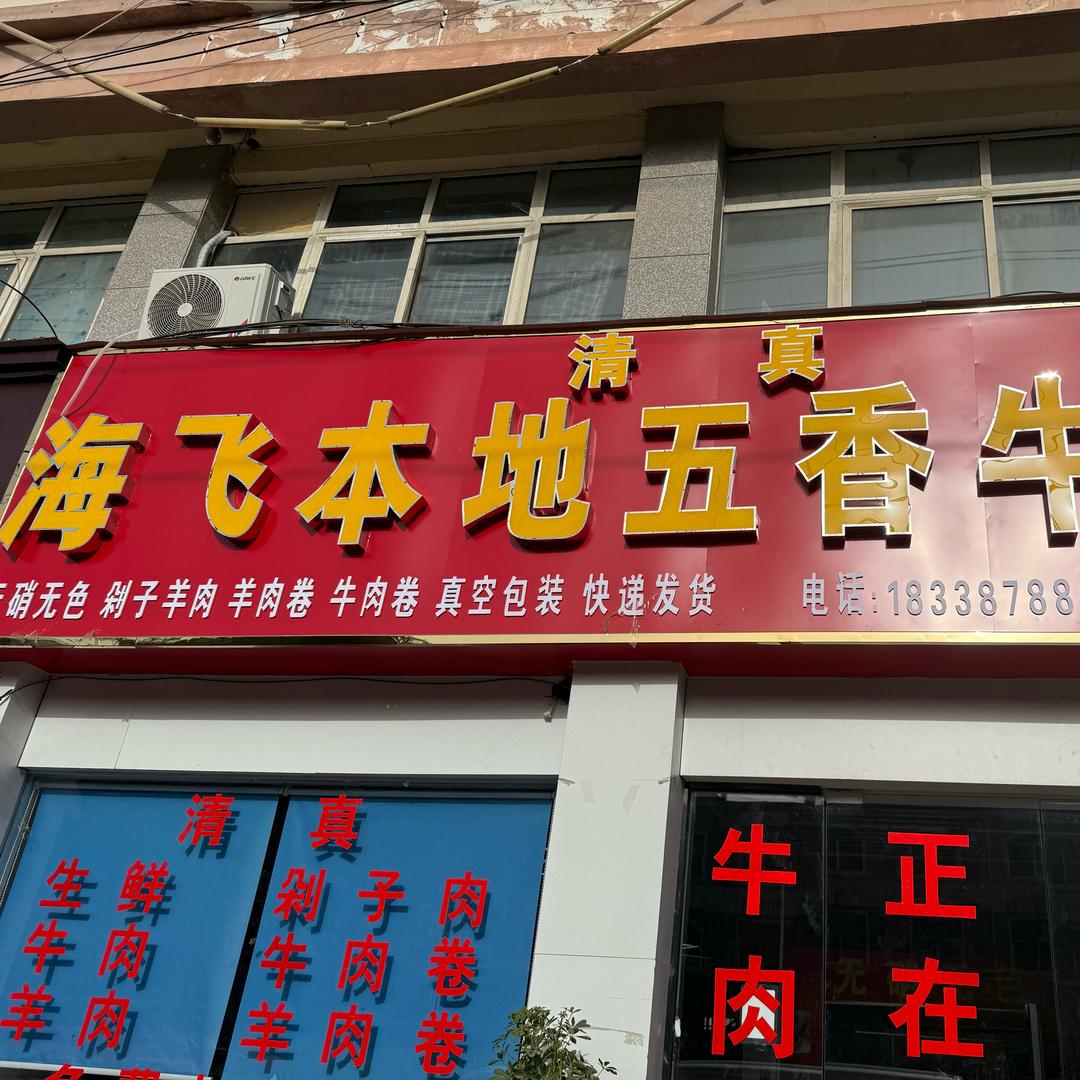 清真
海飞本地五香牛
硝无色 剁子羊肉 羊肉卷 牛肉卷 真空包装 快递发货 电话:18338788
GREE
清真
生鲜
牛肉
羊肉
剁子肉
牛肉卷
羊肉卷
牛肉
正在